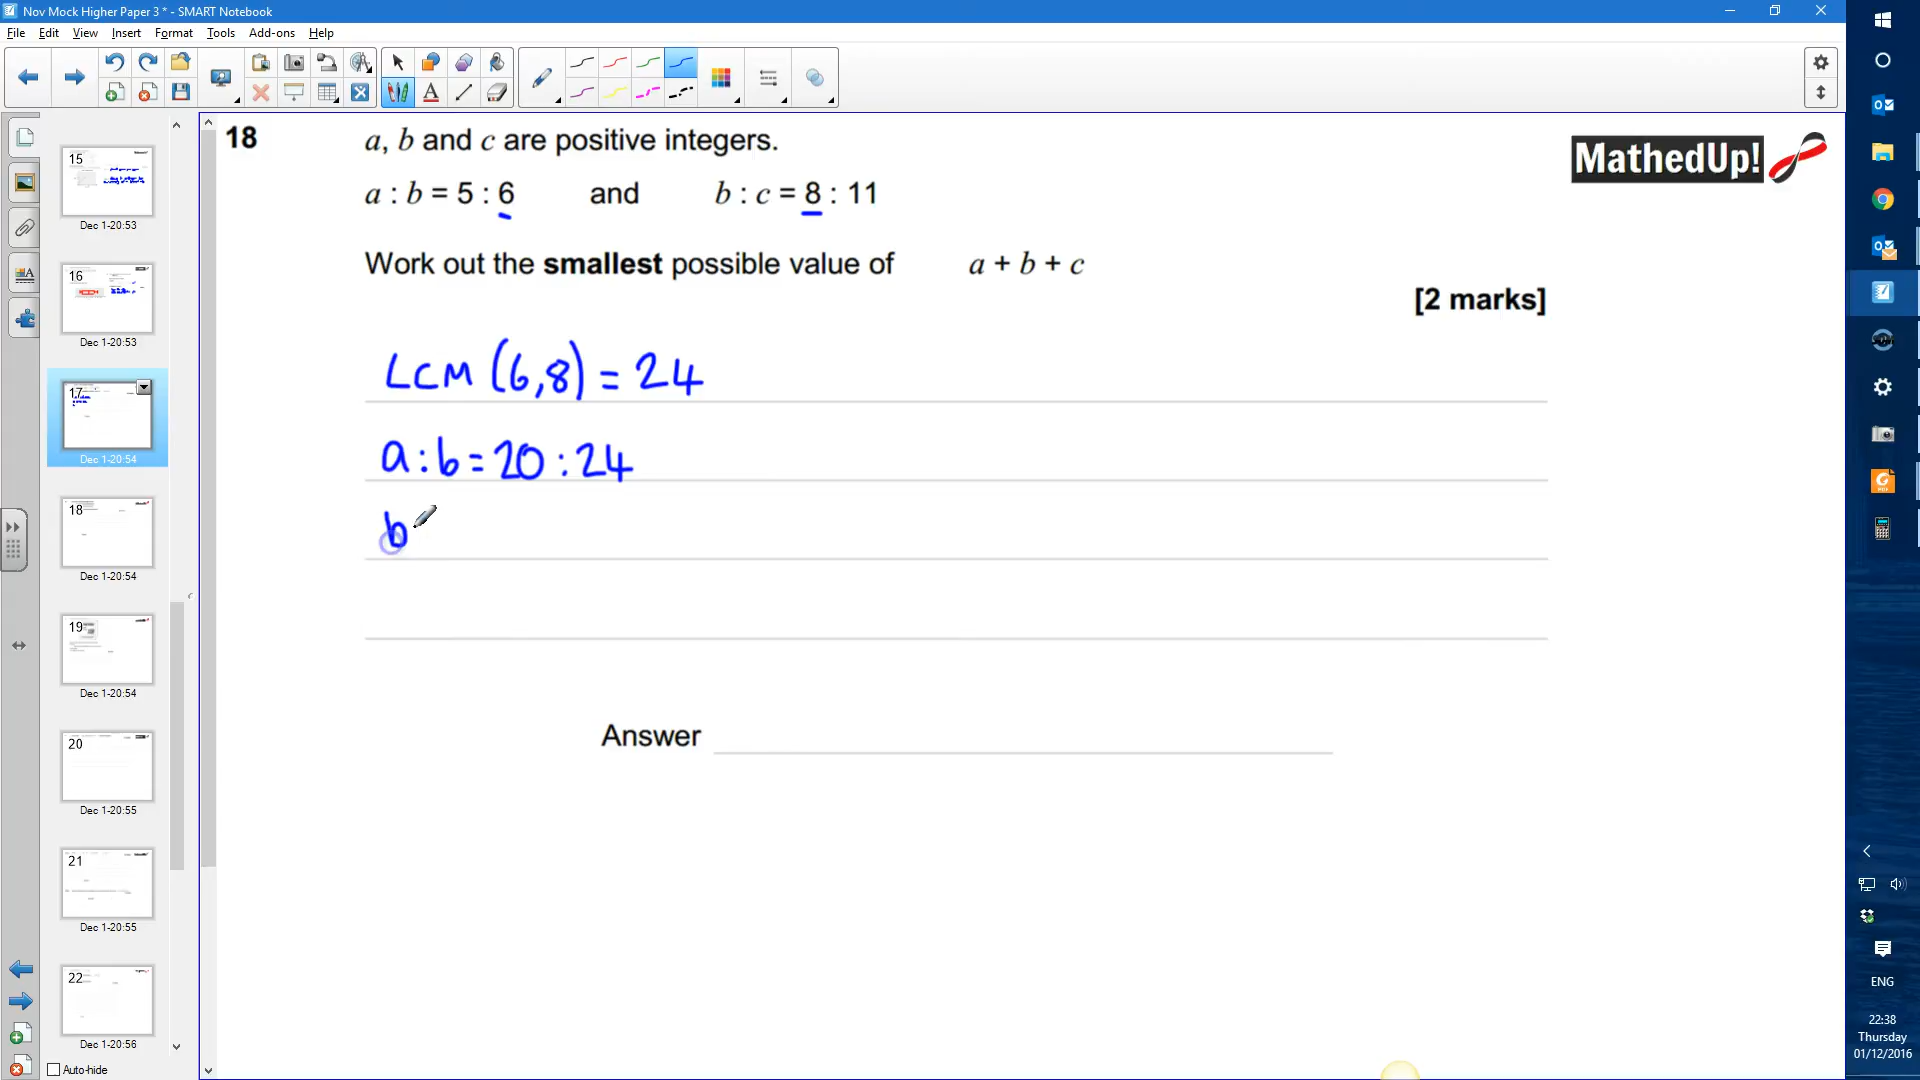 Nov Mock Higher Paper 3 * - SMART Notebook
File Edit View Insert Format Tools Add-ons Help
15
Dec 1-20:53
16
Dec 1-20:53
17
Dec 1-20:54
18
Dec 1-20:54
19
Dec 1-20:54
20
Dec 1-20:55
21
Dec 1-20:55
22
Dec 1-20:56
Auto-hide
18 a, b and c are positive integers.
MathedUp!
a : b = 5 : 6 and b : c = 8 : 11
Work out the smallest possible value of a + b + c
[2 marks]
LCM (6,8) = 24
a : b = 20 : 24
b
Answer
ENG
22:38
Thursday
01/12/2016